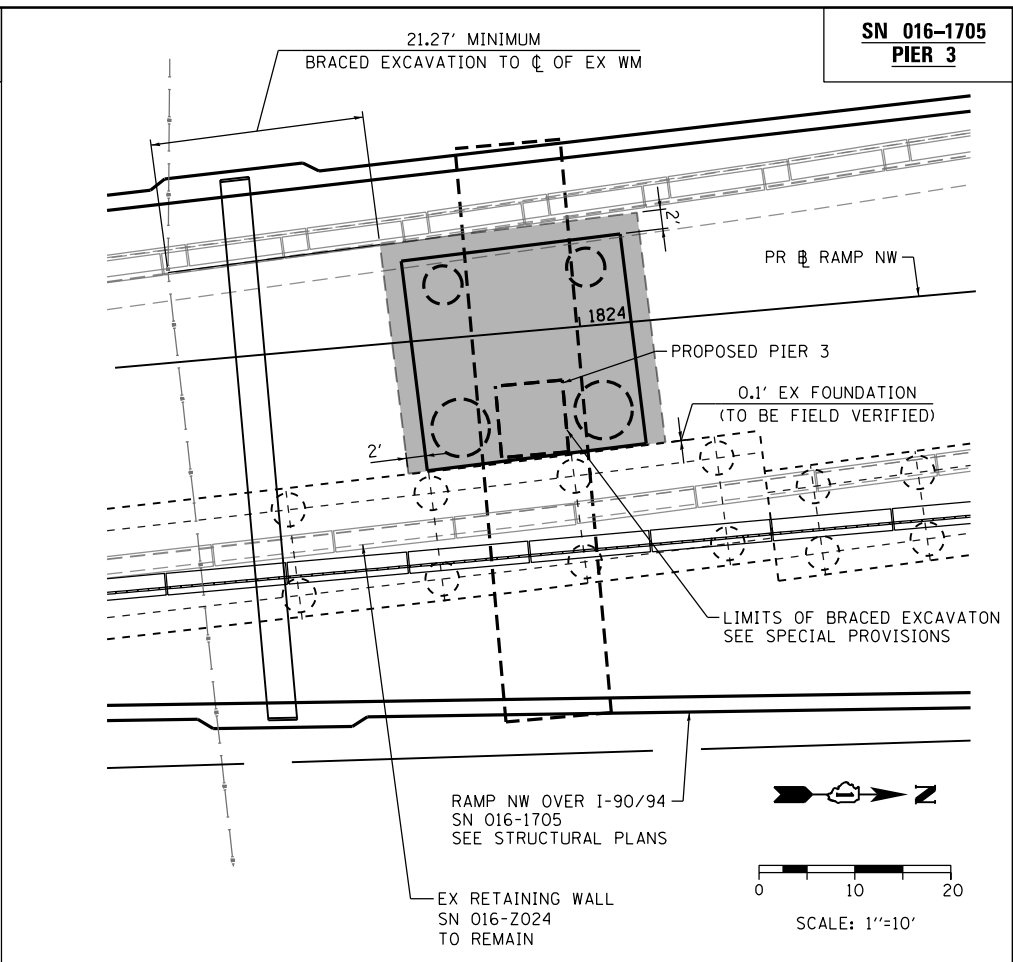 SN 016-1705
PIER 3
21.27' MINIMUM
BRACED EXCAVATION TO ℄ OF EX WM
2'
PR B̲L RAMP NW
1824
PROPOSED PIER 3
0.1' EX FOUNDATION
(TO BE FIELD VERIFIED)
2'
LIMITS OF BRACED EXCAVATON
SEE SPECIAL PROVISIONS
RAMP NW OVER I-90/94
SN 016-1705
SEE STRUCTURAL PLANS
N
0 10 20
SCALE: 1''=10'
EX RETAINING WALL
SN 016-Z024
TO REMAIN